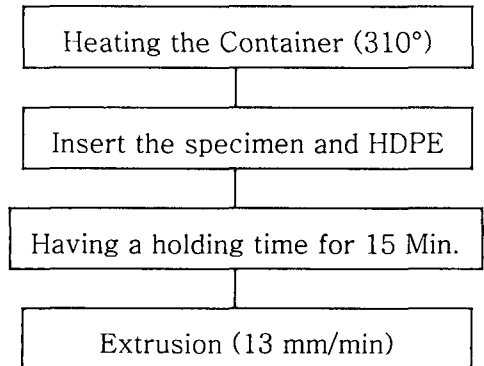 Heating the Container (310°)
Insert the specimen and HDPE
Having a holding time for 15 Min.
Extrusion (13 mm/min)